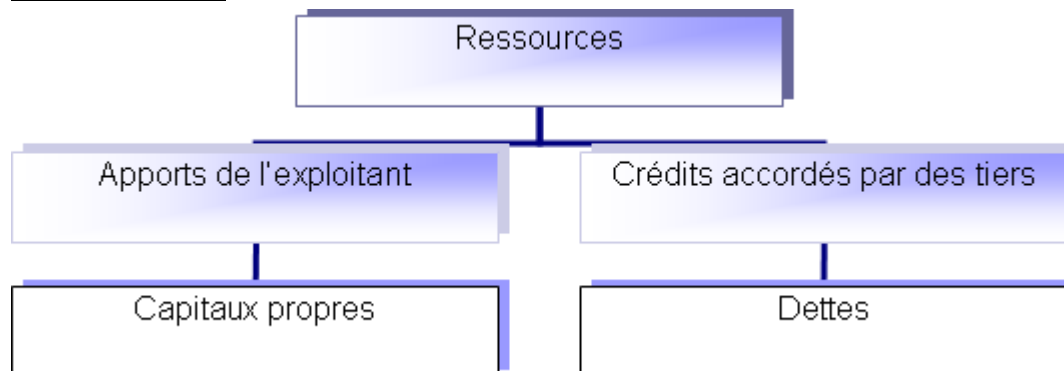 Ressources
Apports de l'exploitant
Crédits accordés par des tiers
Capitaux propres
Dettes